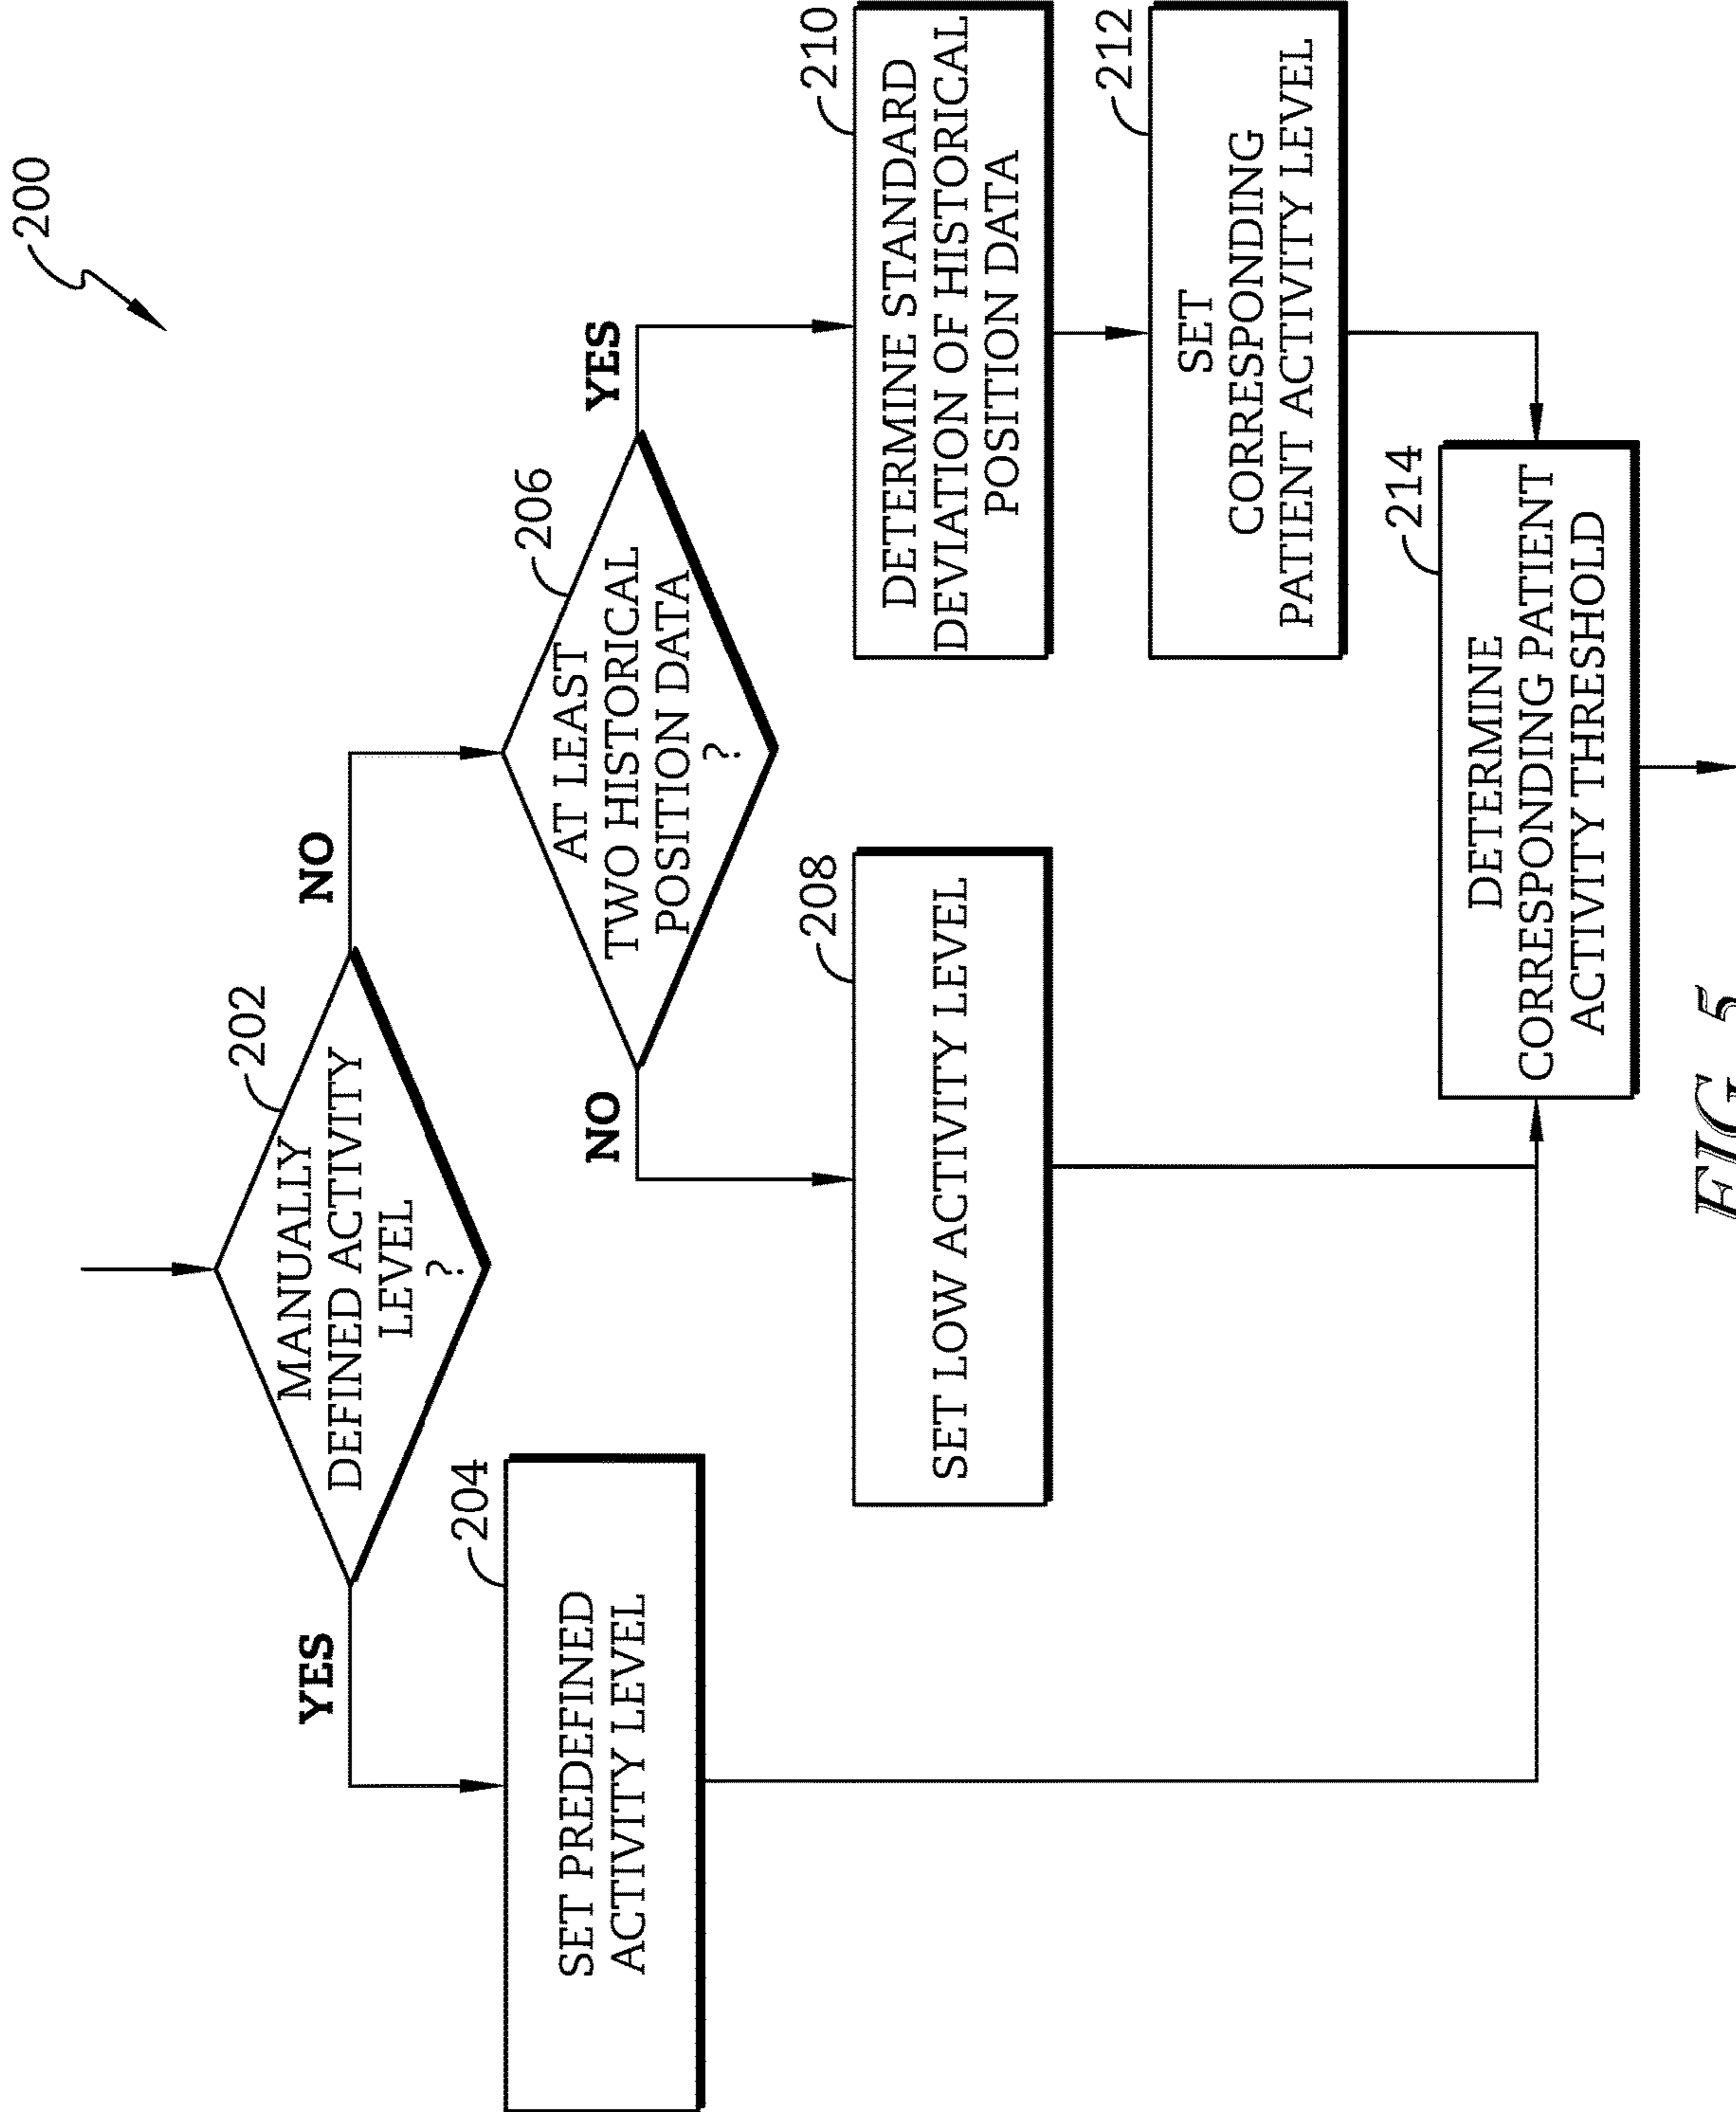 200
202
MANUALLY
DEFINED ACTIVITY
LEVEL
?
YES
NO
204
SET PREDEFINED
ACTIVITY LEVEL
206
AT LEAST
TWO HISTORICAL
POSITION DATA
?
NO
YES
208
SET LOW ACTIVITY LEVEL
210
DETERMINE STANDARD
DEVIATION OF HISTORICAL
POSITION DATA
212
SET
CORRESPONDING
PATIENT ACTIVITY LEVEL
214
DETERMINE
CORRESPONDING PATIENT
ACTIVITY THRESHOLD
FIG. 5